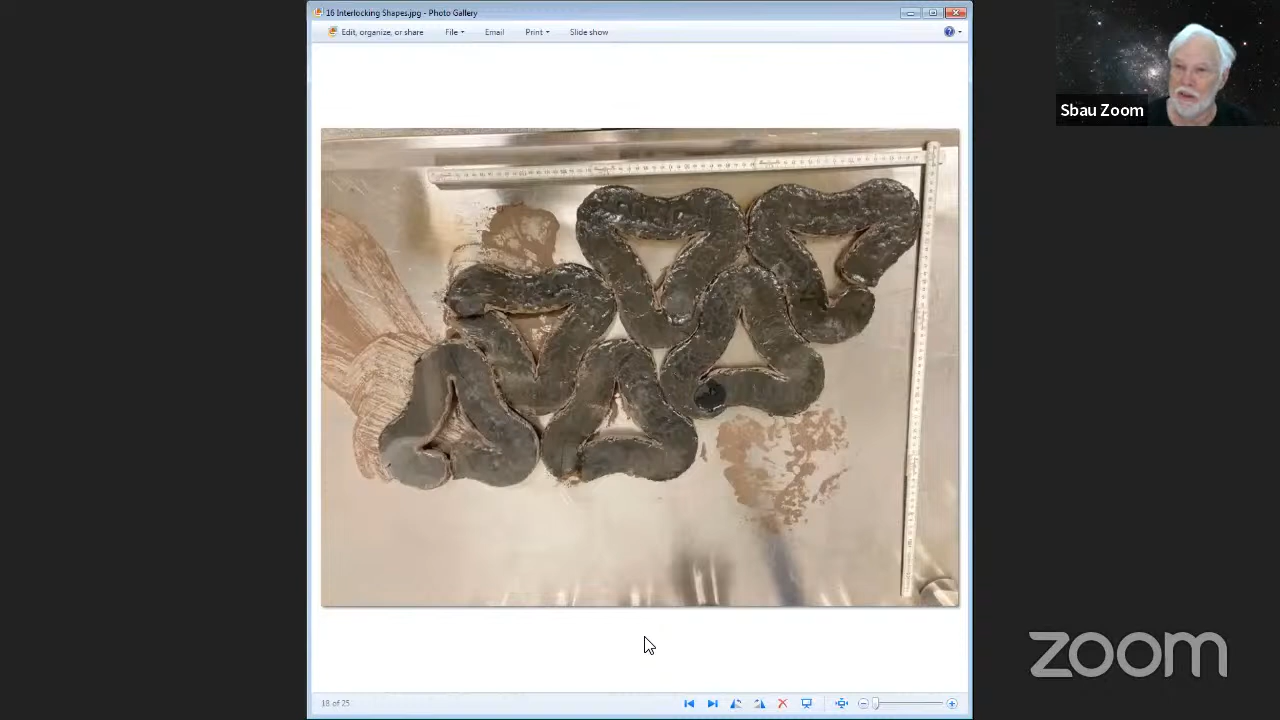 16 Interlocking Shapes.jpg - Photo Gallery
Edit, organize, or share File Email Print Slide show
Sbau Zoom
zoom
18 of 25